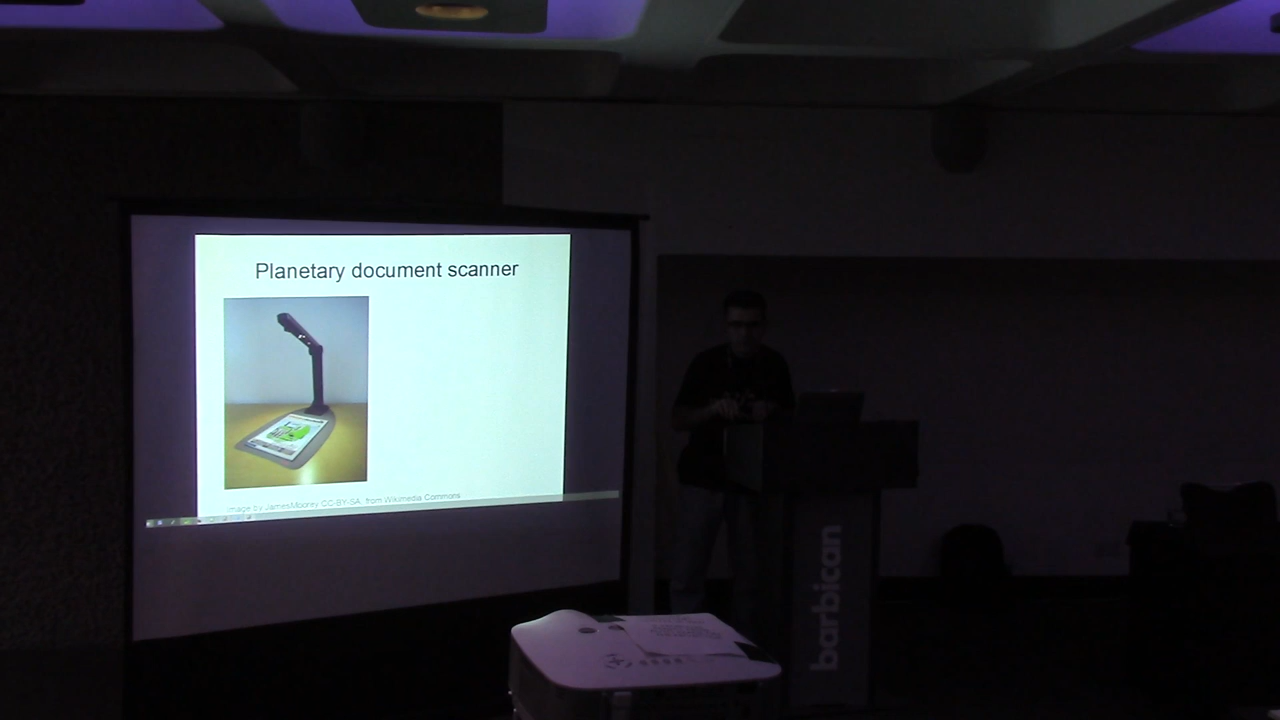 Planetary document scanner
Image by JamesMooney CC-BY-SA, from Wikimedia Commons
barbican